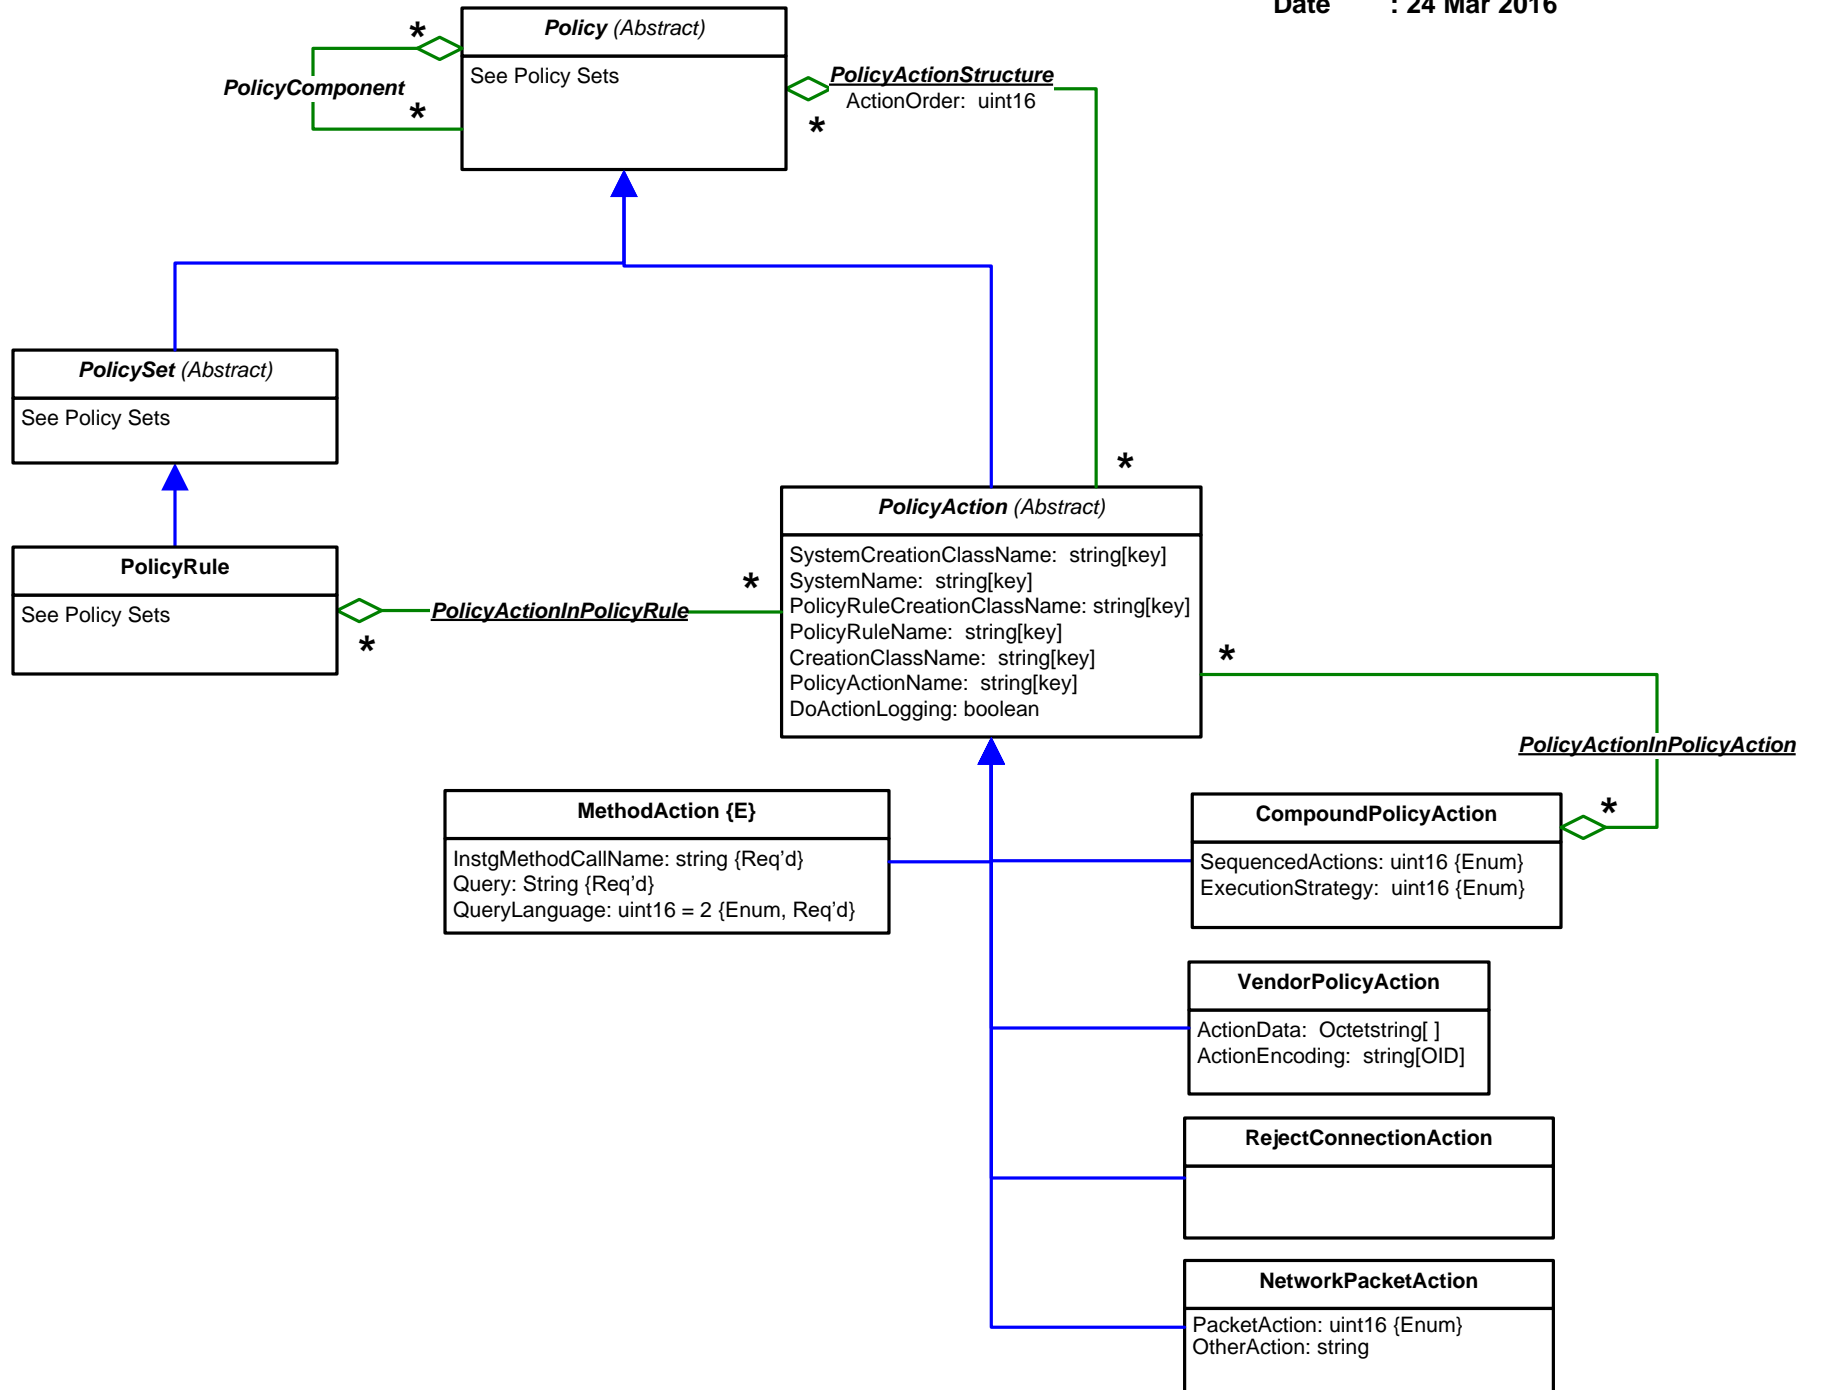 Date : 24 Mar 2016
*
Policy (Abstract)
See Policy Sets
PolicyComponent
*
PolicyActionStructure
ActionOrder: uint16
*
PolicySet (Abstract)
See Policy Sets
*
PolicyAction (Abstract)
SystemCreationClassName: string[key]
SystemName: string[key]
PolicyRuleCreationClassName: string[key]
PolicyRuleName: string[key]
CreationClassName: string[key]
PolicyActionName: string[key]
DoActionLogging: boolean
PolicyRule
See Policy Sets
*
PolicyActionInPolicyRule
*
*
PolicyActionInPolicyAction
*
MethodAction {E}
InstgMethodCallName: string {Req’d}
Query: String {Req’d}
QueryLanguage: uint16 = 2 {Enum, Req’d}
CompoundPolicyAction
SequencedActions: uint16 {Enum}
ExecutionStrategy: uint16 {Enum}
VendorPolicyAction
ActionData: Octetstring[ ]
ActionEncoding: string[OID]
RejectConnectionAction
NetworkPacketAction
PacketAction: uint16 {Enum}
OtherAction: string